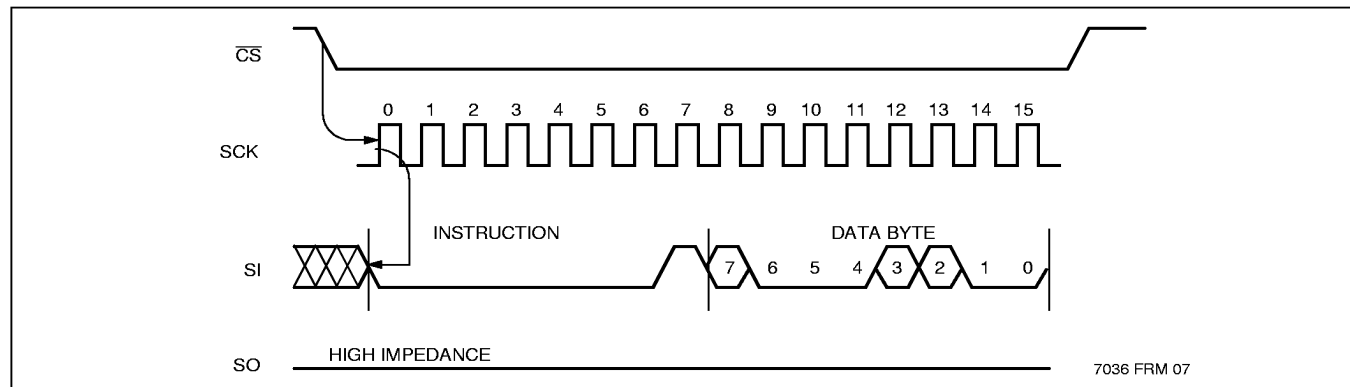 CS
0 1 2 3 4 5 6 7 8 9 10 11 12 13 14 15
SCK
INSTRUCTION DATA BYTE
SI 7 6 5 4 3 2 1 0
HIGH IMPEDANCE
SO
7036 FRM 07